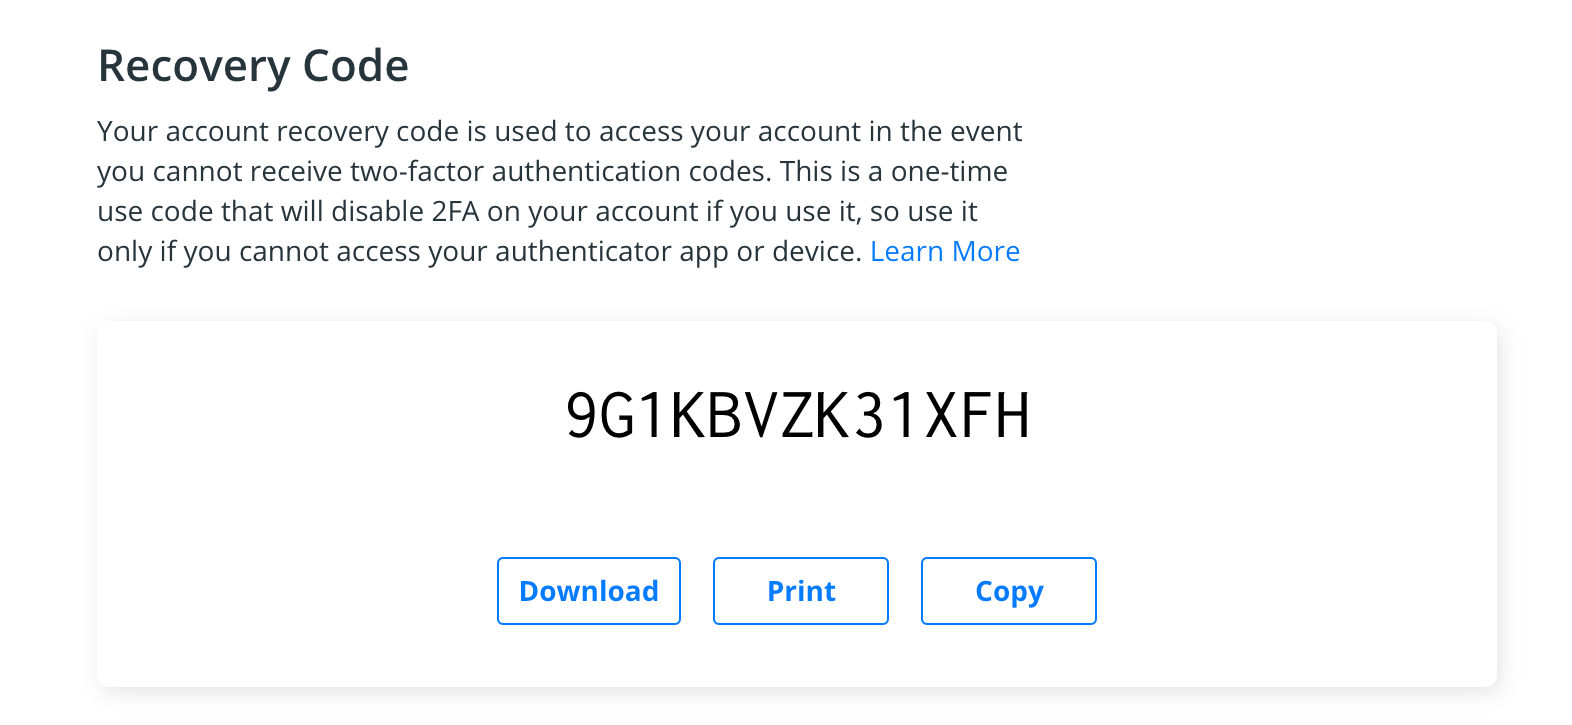 Recovery Code
Your account recovery code is used to access your account in the event
you cannot receive two-factor authentication codes. This is a one-time
use code that will disable 2FA on your account if you use it, so use it
only if you cannot access your authenticator app or device. Learn More
9G1KBVZK31XFH
Download Print Copy